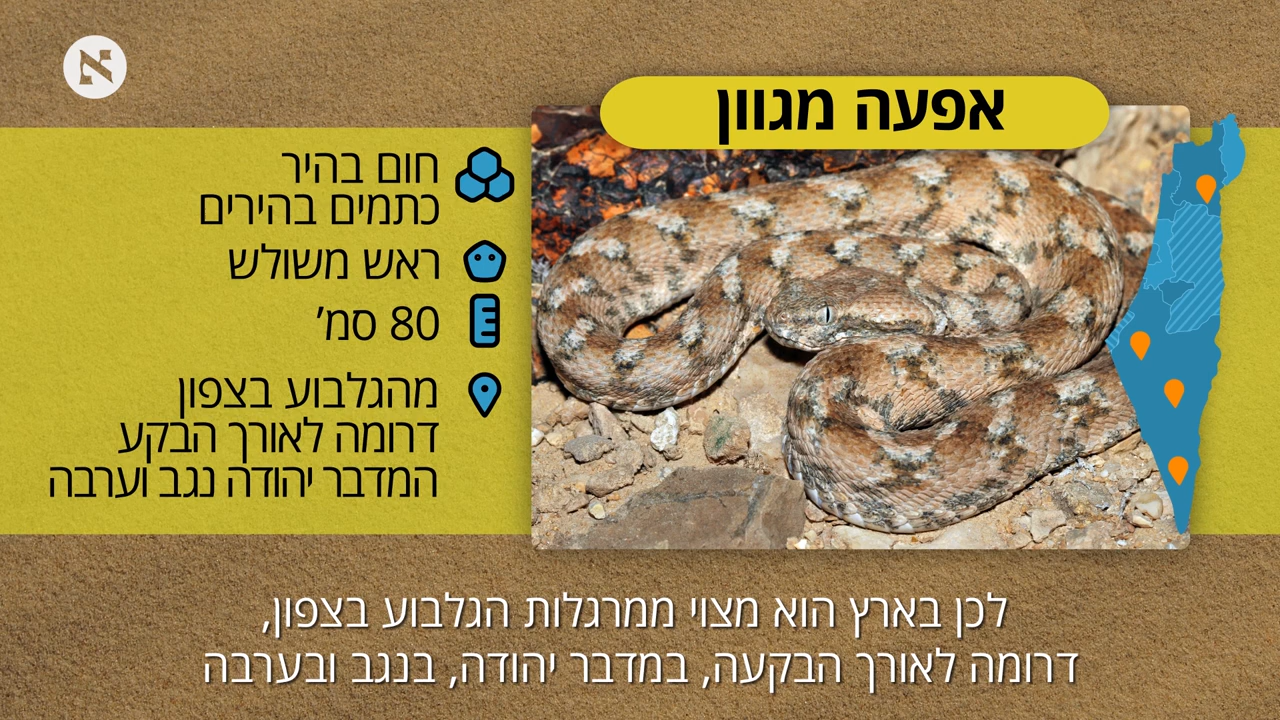 א
אפעה מגוון
חום בהיר
כתמים בהירים
ראש משולש
80 סמ׳
מהגלבוע בצפון
דרומה לאורך הבקע
המדבר יהודה נגב וערבה
לכן בארץ הוא מצוי ממרגלות הגלבוע בצפון,
דרומה לאורך הבקעה, במדבר יהודה, בנגב ובערבה